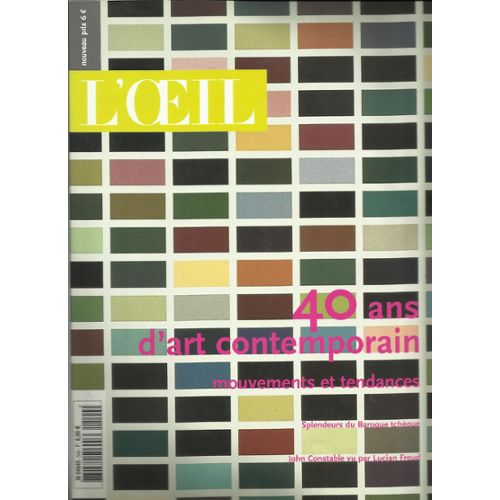 nouveau prix 6 €
L'ŒIL
40 ans
d'art contemporain
mouvements et tendances
Splendeurs du Baroque tchèque
John Constable vu par Lucian Freud